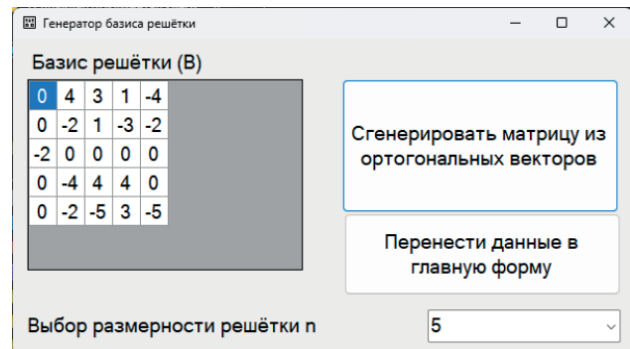 Генератор базиса решётки
Базис решётки (В)
0 4 3 1 -4
0 -2 1 -3 -2
-2 0 0 0 0
0 -4 4 4 0
0 -2 -5 3 -5
Сгенерировать матрицу из
ортогональных векторов
Перенести данные в
главную форму
Выбор размерности решётки n
5